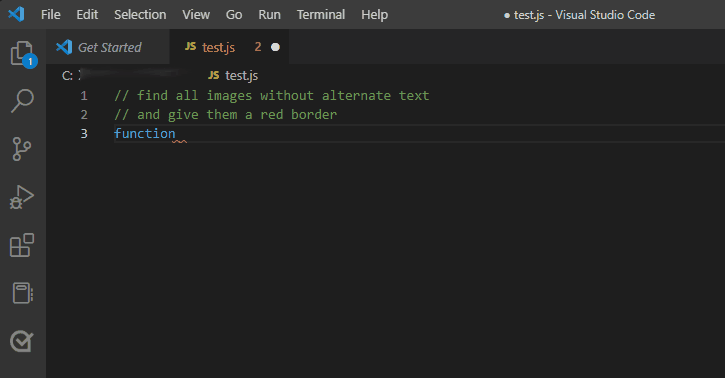 File Edit Selection View Go Run Terminal Help ● test.js - Visual Studio Code
Get Started JS test.js 2 ●
1
C: JS test.js
1 // find all images without alternate text
2 // and give them a red border
3 function